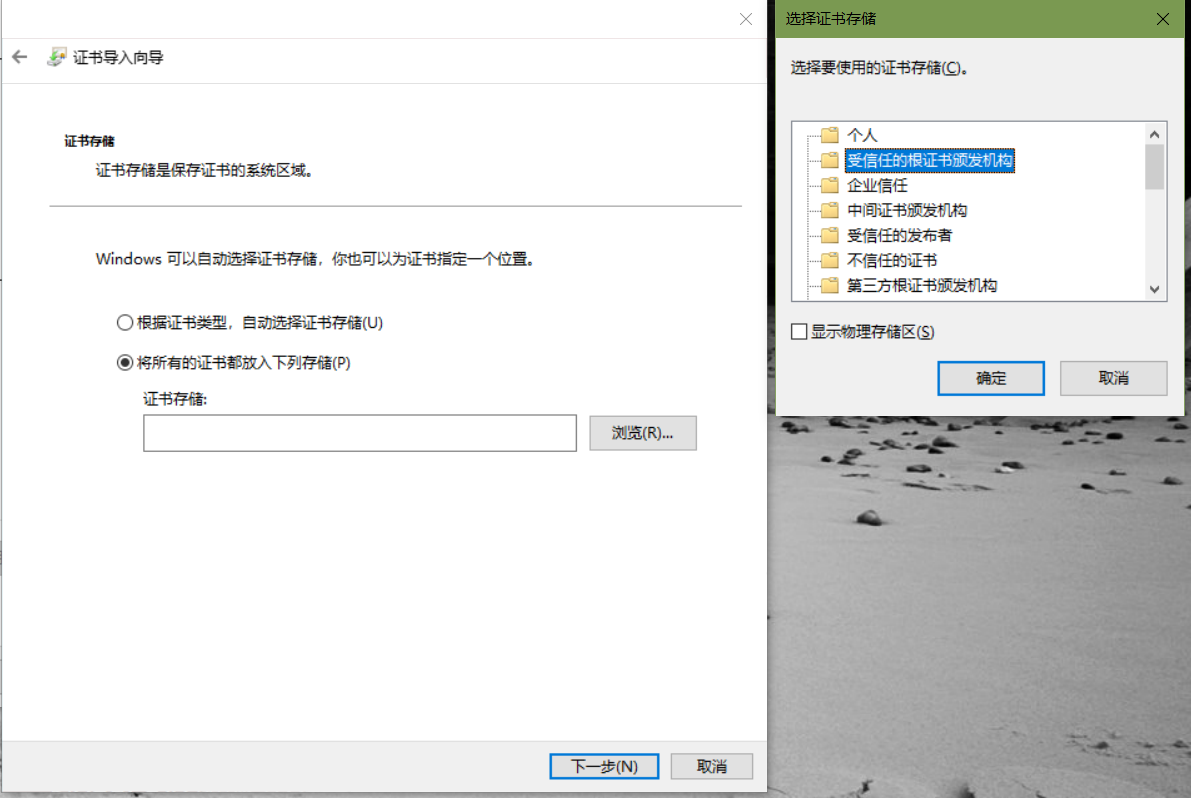 证书导入向导
证书存储
证书存储是保存证书的系统区域。
Windows 可以自动选择证书存储，你也可以为证书指定一个位置。
根据证书类型，自动选择证书存储(U)
将所有的证书都放入下列存储(P)
证书存储:
浏览(R)...
下一步(N)
取消
选择证书存储
选择要使用的证书存储(C)。
个人
受信任的根证书颁发机构
企业信任
中间证书颁发机构
受信任的发布者
不信任的证书
第三方根证书颁发机构
显示物理存储区(S)
确定
取消